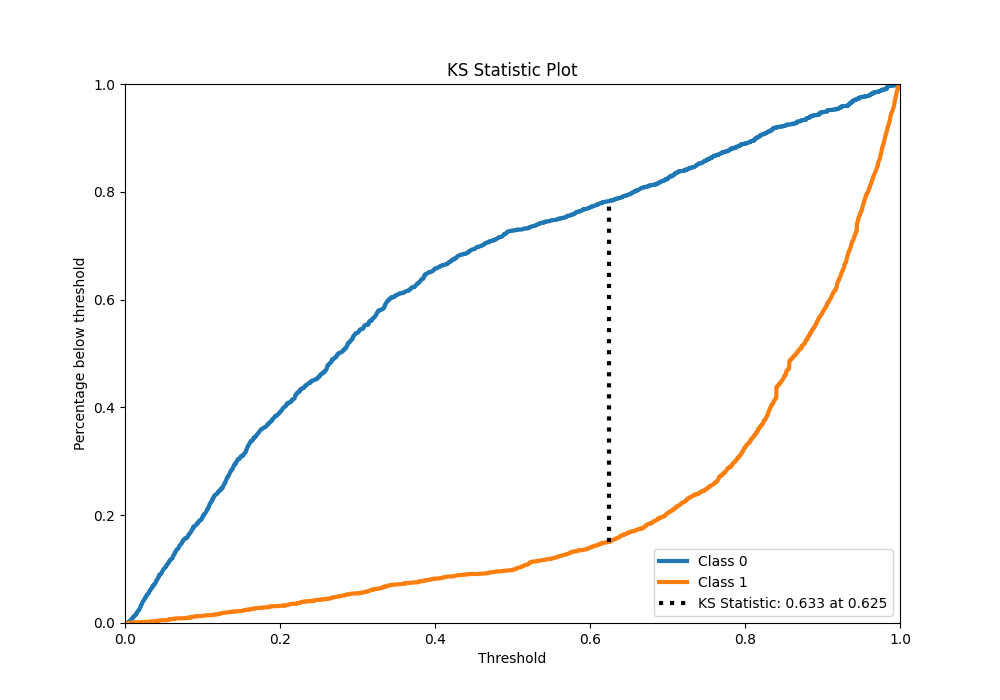 KS Statistic Plot
1.0
0.8
0.6
0.4
0.2
0.0
Percentage below threshold
0.0 0.2 0.4 0.6 0.8 1.0
Threshold
Class 0
Class 1
KS Statistic: 0.633 at 0.625